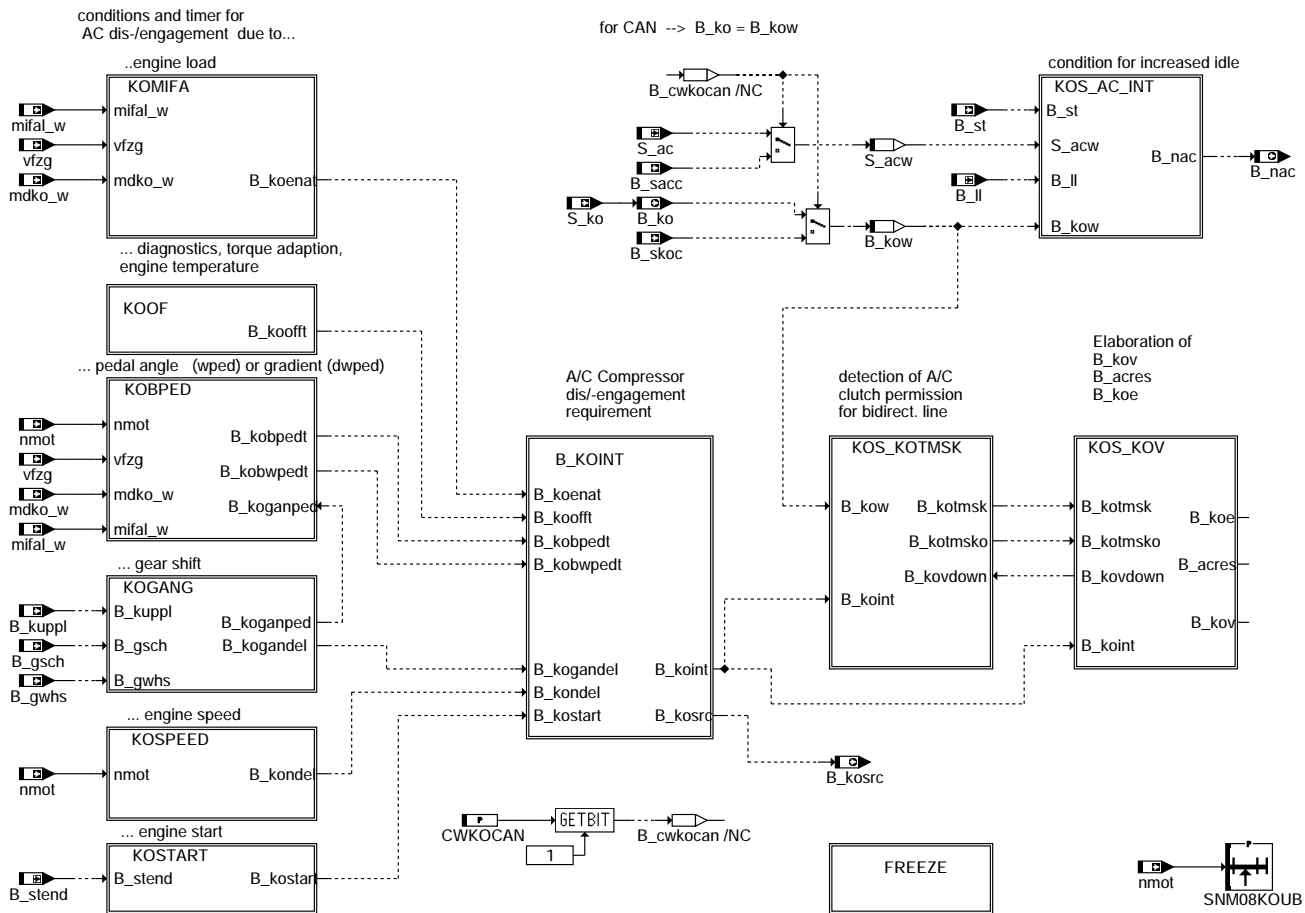 conditions and timer for
AC dis-/engagement due to...
..engine load
KOMIFA
mifal_w
mifal_w
vfzg
vfzg
mdko_w
mdko_w
B_koenat
... diagnostics, torque adaption,
engine temperature
KOOF
B_koofft
... pedal angle (wped) or gradient (dwped)
KOBPED
nmot
nmot
B_kobpedt
vfzg
vfzg
B_kobwpedt
mdko_w
mdko_w
B_koganped
mifal_w
mifal_w
... gear shift
KOGANG
B_kuppl
B_kuppl
B_koganped
B_gsch
B_gsch
B_kogandel
B_gwhs
B_gwhs
... engine speed
KOSPEED
nmot
nmot
B_kondel
... engine start
KOSTART
B_stend
B_stend
B_kostart
for CAN --> B_ko = B_kow
B_cwkocan /NC
S_ac
B_sacc
S_ko
B_ko
B_skoc
S_acw
B_kow
condition for increased idle
KOS_AC_INT
B_st
B_st
S_acw
B_ll
B_ll
B_kow
B_nac
B_nac
A/C Compressor
dis/-engagement
requirement
B_KOINT
B_koenat
B_koofft
B_kobpedt
B_kobwpedt
B_kogandel
B_koint
B_kondel
B_kostart
B_kosrc
B_kosrc
detection of A/C
clutch permission
for bidirect. line
KOS_KOTMSK
B_kow
B_kotmsk
B_kotmsko
B_kovdown
B_koint
Elaboration of
B_kov
B_acres
B_koe
KOS_KOV
B_kotmsk
B_koe
B_kotmsko
B_acres
B_kovdown
B_kov
B_koint
P
CWKOCAN
GETBIT
1
B_cwkocan /NC
FREEZE
nmot
P
SNM08KOUB